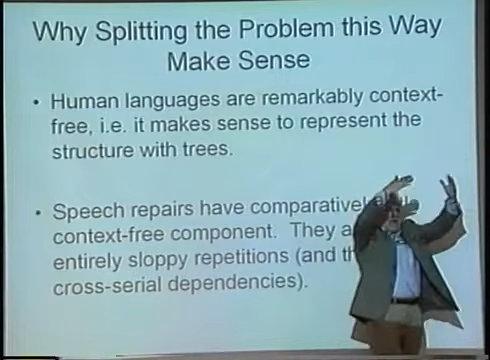 Why Splitting the Problem this Way
Make Sense
• Human languages are remarkably context-
free, i.e. it makes sense to represent the
structure with trees.
• Speech repairs have comparatively
context-free component. They
entirely sloppy repetitions (and
cross-serial dependencies).